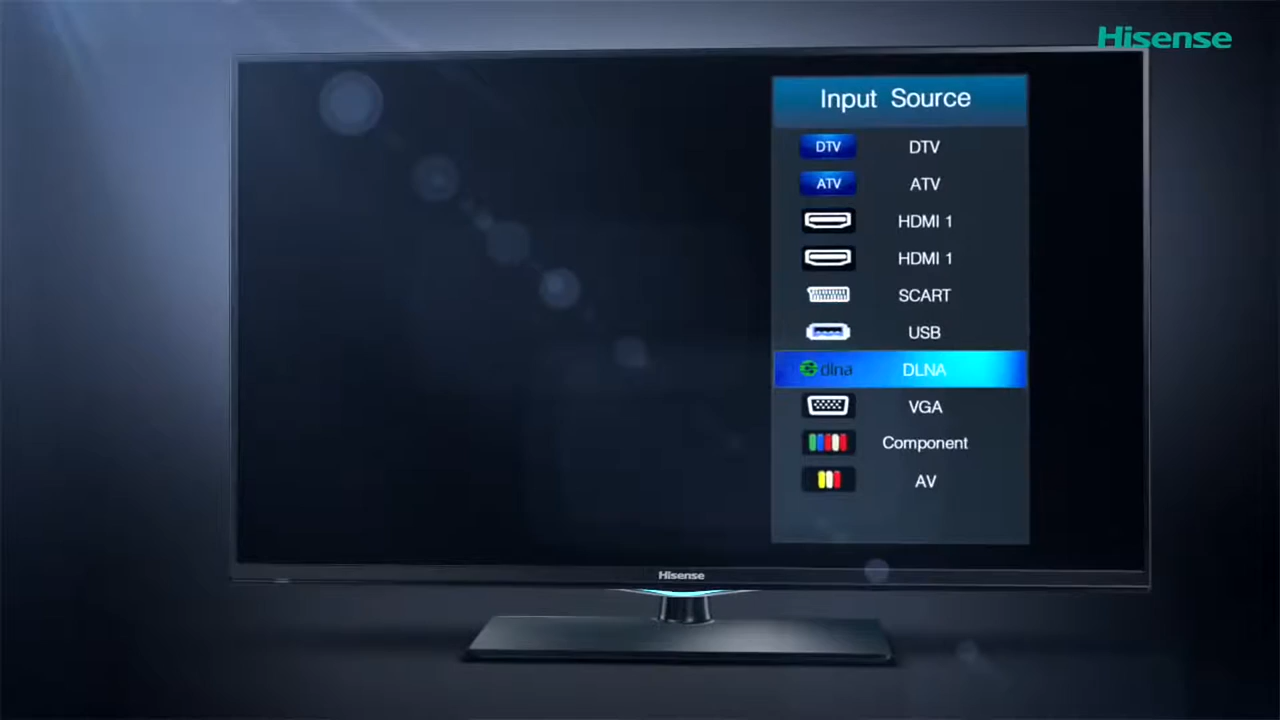 Hisense
Input Source
DTV DTV
ATV ATV
HDMI 1
HDMI 1
SCART
USB
dlna DLNA
VGA
Component
AV
Hisense